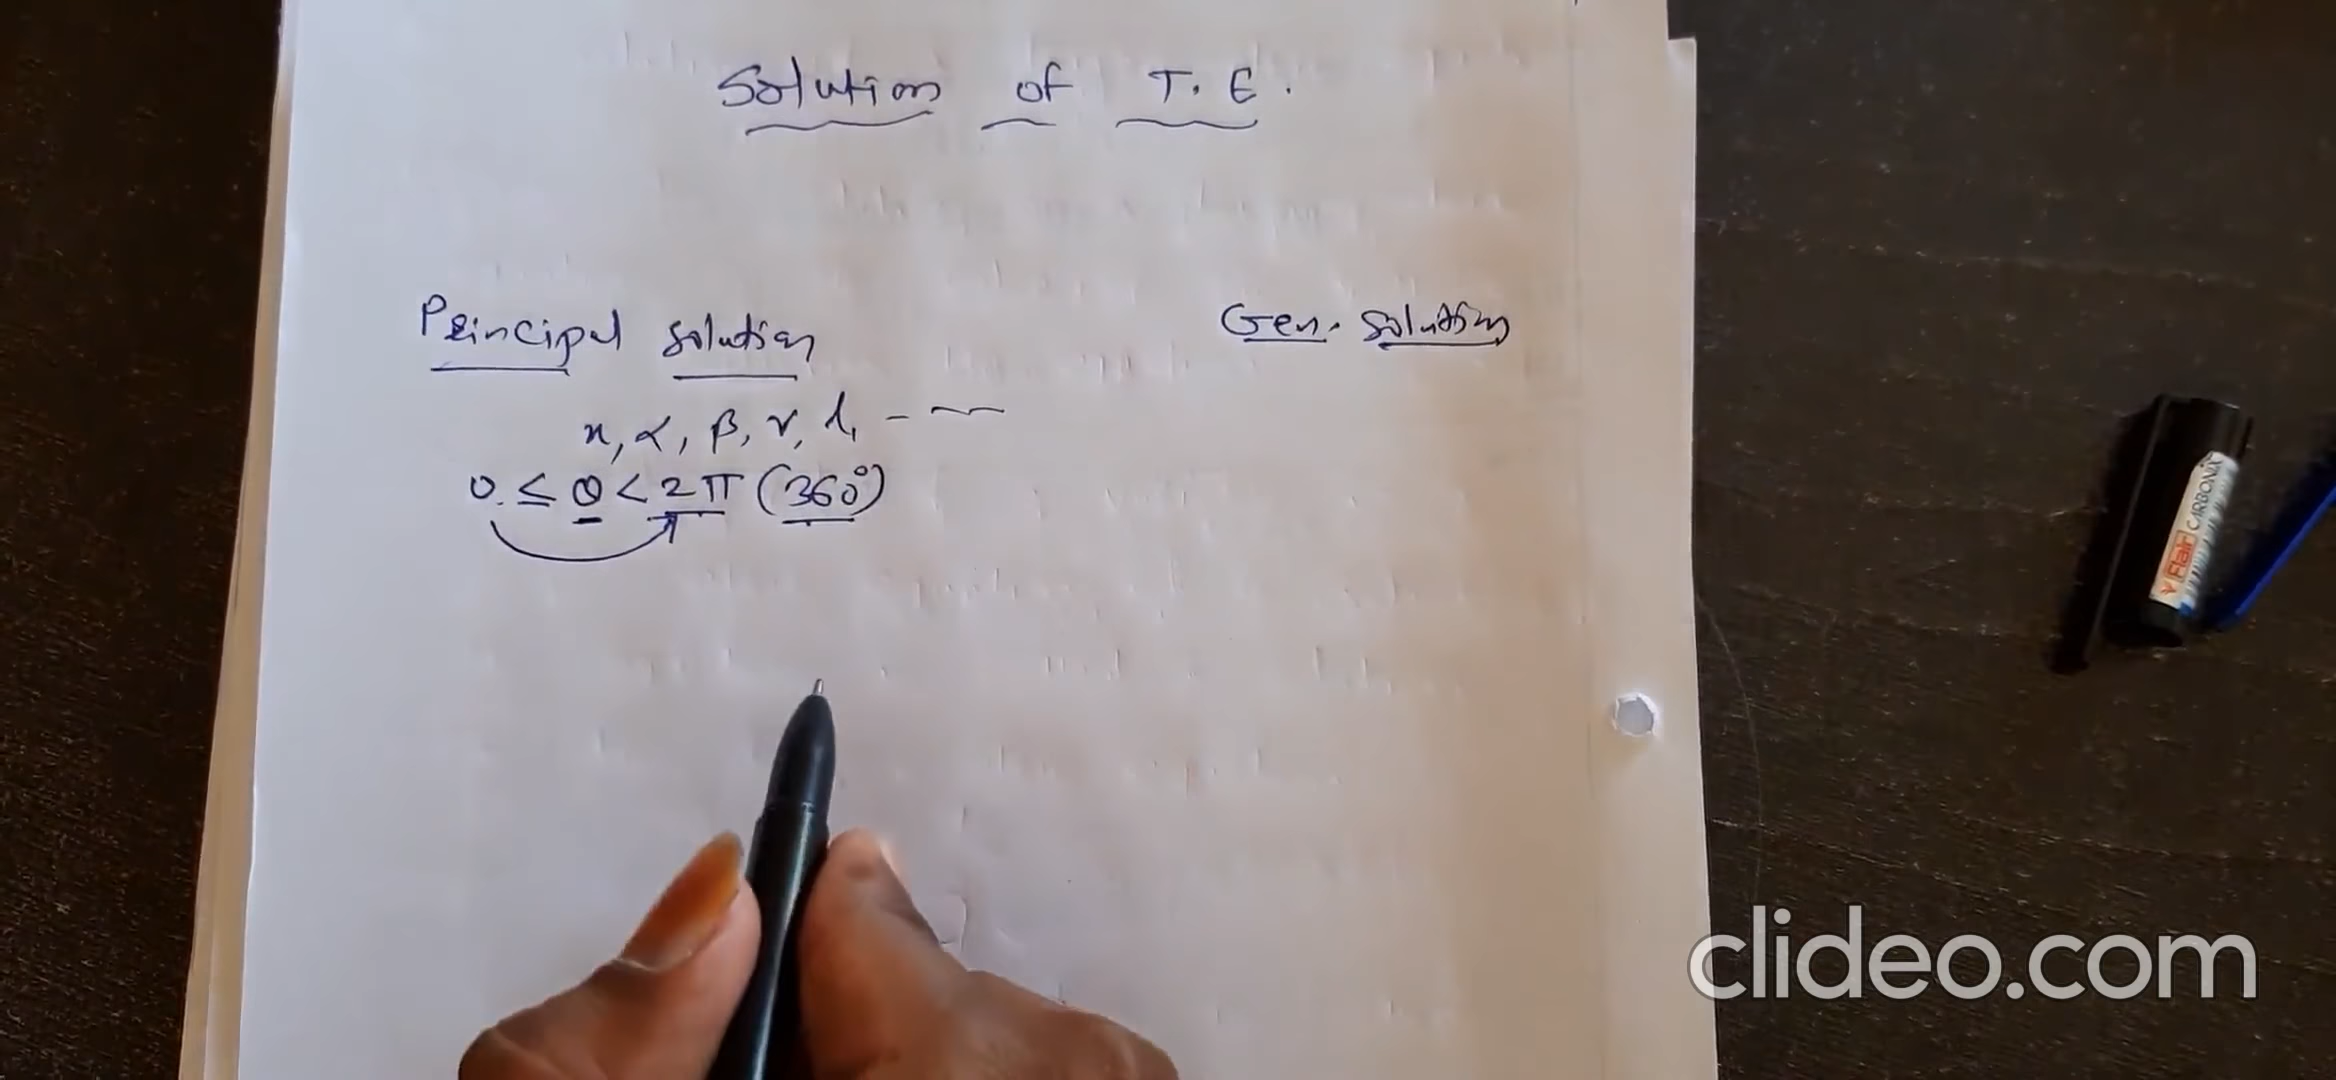 Solution of T.E.
Principal solution
Gen. Solution
x, α, β, γ, λ, - ~~
0 ≤ θ < 2π (360°)
Flair CARBONIX
clideo.com